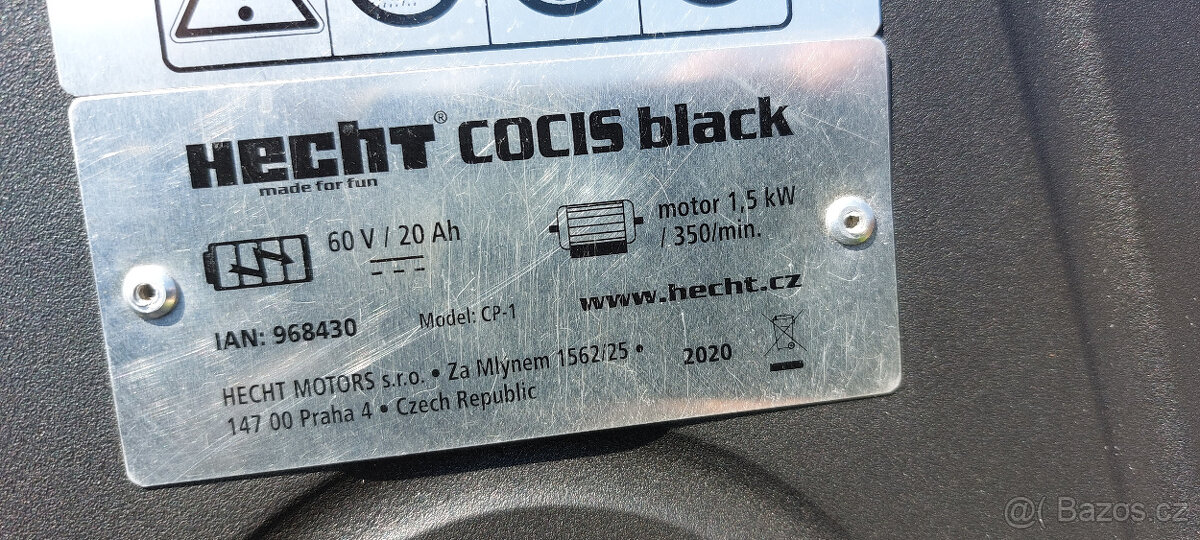 Hecht® COCIS black
made for fun
60 V / 20 Ah
motor 1,5 kW
/ 350/min.
www.hecht.cz
IAN: 968430
Model: CP-1
HECHT MOTORS s.r.o. • Za Mlýnem 1562/25 •
147 00 Praha 4 • Czech Republic
2020
@( Bazos.cz